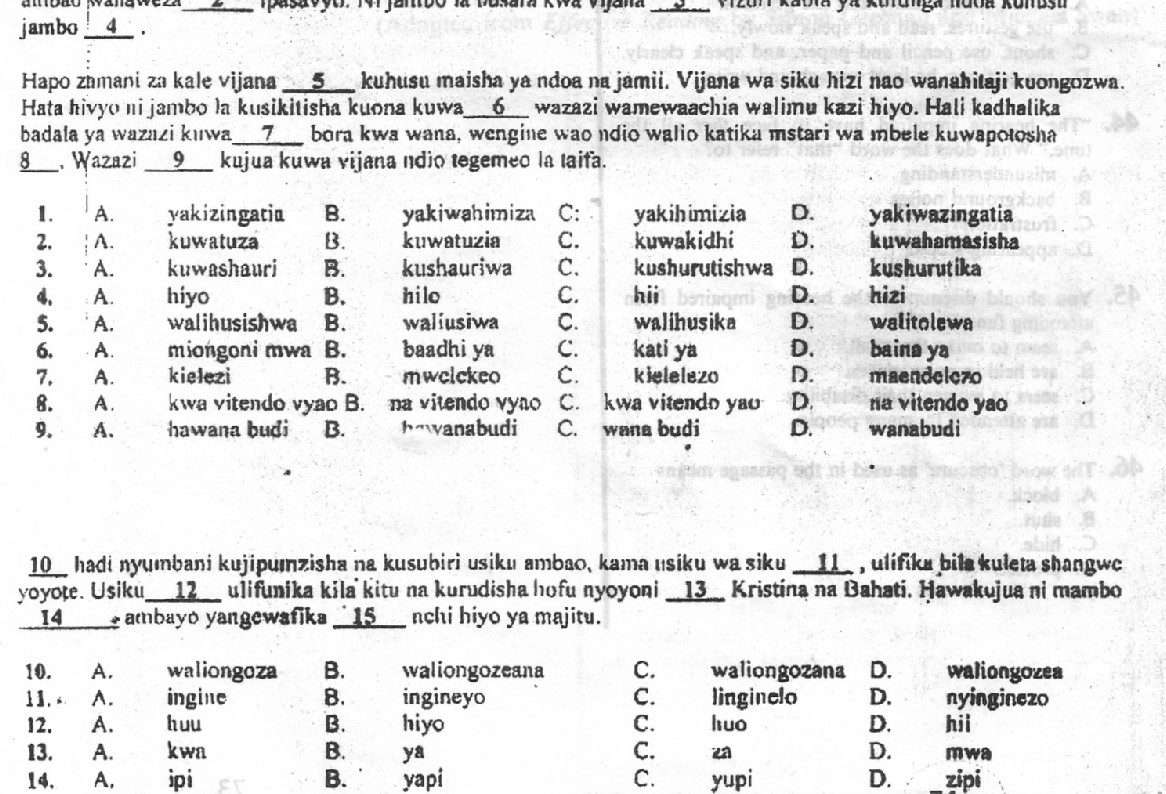 jambo 4 .
Hapo zamani za kale vijana 5 kuhusu maisha ya ndoa na jamii. Vijana wa siku hizi nao wanahitaji kuongozwa.
Hata hivyo ni jambo la kusikitisha kuona kuwa 6 wazazi wamewaachia walimu kazi hiyo. Hali kadhalika
badala ya wazazi kuwa 7 bora kwa wana, wengine wao ndio walio katika mstari wa mbele kuwapotosha
8 . Wazazi 9 kujua kuwa vijana ndio tegemeo la taifa.
1. A. yakizingatia B. yakiwahimiza C: yakihimizia D. yakiwazingatia
2. A. kuwatuza B. kuwatuzia C. kuwakidhi D. kuwahamasisha
3. A. kuwashauri B. kushauriwa C. kushurutishwa D. kushurutika
4. A. hiyo B. hilo C. hii D. hizi
5. A. walihusishwa B. waliusiwa C. walihusika D. walitolewa
6. A. miongoni mwa B. baadhi ya C. kati ya D. baina ya
7. A. kielezi B. mwelekeo C. kielelezo D. maendelezo
8. A. kwa vitendo vyao B. na vitendo vyao C. kwa vitendo yao D. na vitendo yao
9. A. hawana budi B. hawanabudi C. wana budi D. wanabudi
10 hadi nyumbani kujipumzisha na kusubiri usiku ambao, kama usiku wa siku 11 , ulifika bila kuleta shangwe
yoyote. Usiku 12 ulifunika kila kitu na kurudisha hofu nyoyoni 13 Kristina na Bahati. Hawakujua ni mambo
14 ambayo yangewafika 15 nchi hiyo ya majitu.
10. A. waliongoza B. waliongozeana C. waliongozana D. waliongozea
11. A. ingine B. ingineyo C. linginelo D. nyinginezo
12. A. huu B. hiyo C. huo D. hii
13. A. kwa B. ya C. za D. mwa
14. A. ipi B. yapi C. yupi D. zipi